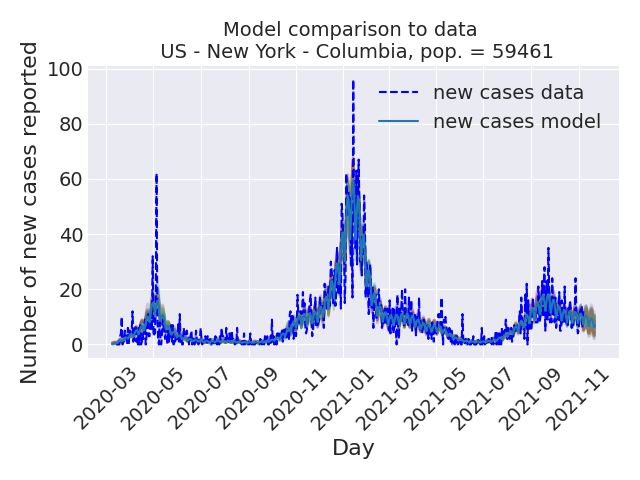 Model comparison to data
US - New York - Columbia, pop. = 59461
Number of new cases reported
100
80
60
40
20
0
new cases data
new cases model
2020-03
2020-05
2020-07
2020-09
2020-11
2021-01
2021-03
2021-05
2021-07
2021-09
2021-11
Day